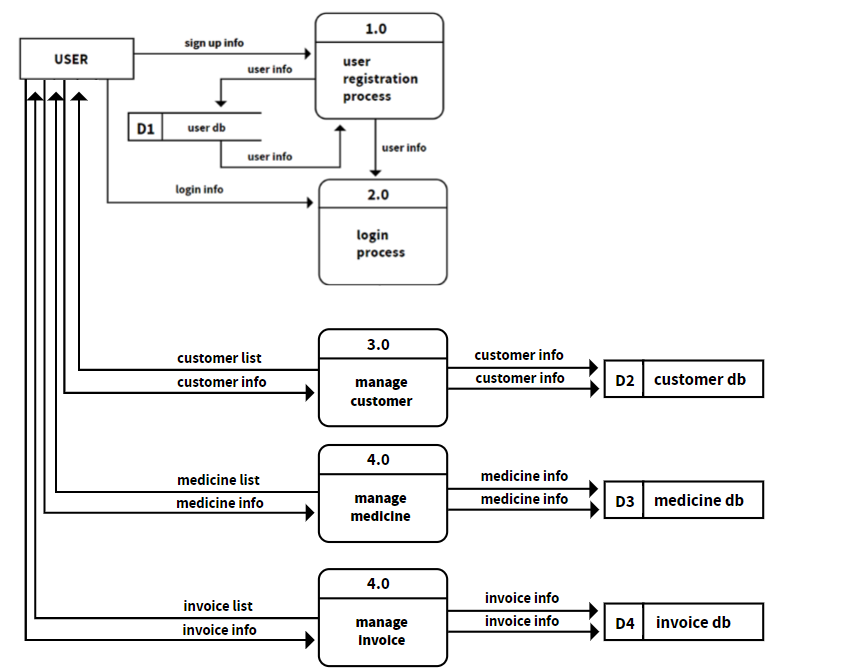 1.0
sign up info
USER
user
registration
process
user info
D1
user db
user info
user info
login info
2.0
login
process
3.0
customer list
customer info
manage
customer
customer info
customer info
D2
customer db
4.0
medicine list
medicine info
manage
medicine
medicine info
medicine info
D3
medicine db
4.0
invoice list
invoice info
manage
invoice
invoice info
invoice info
D4
invoice db